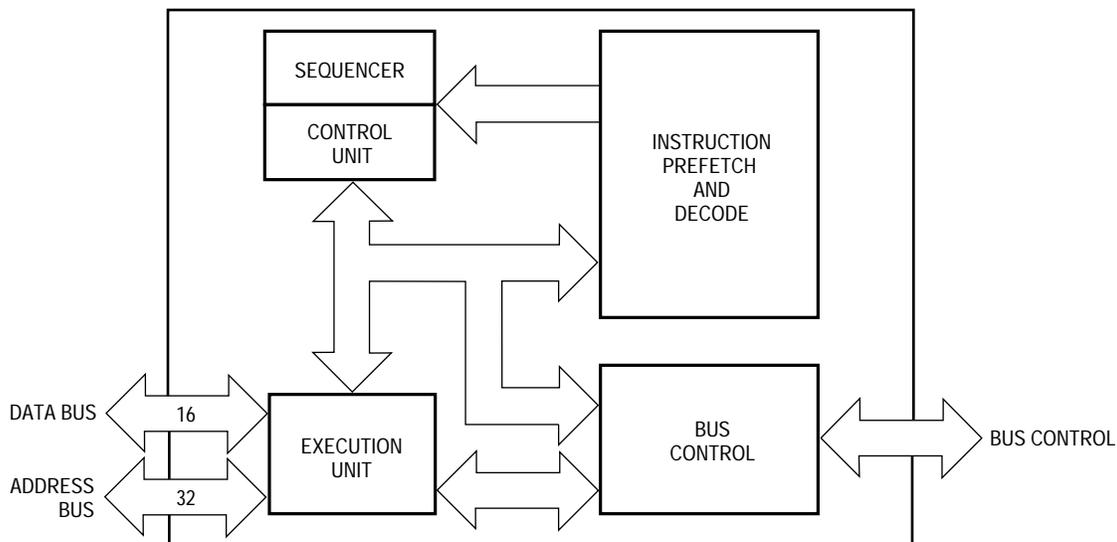 SEQUENCER
CONTROL
UNIT
INSTRUCTION
PREFETCH
AND
DECODE
DATA BUS
16
ADDRESS
BUS
32
EXECUTION
UNIT
BUS
CONTROL
BUS CONTROL